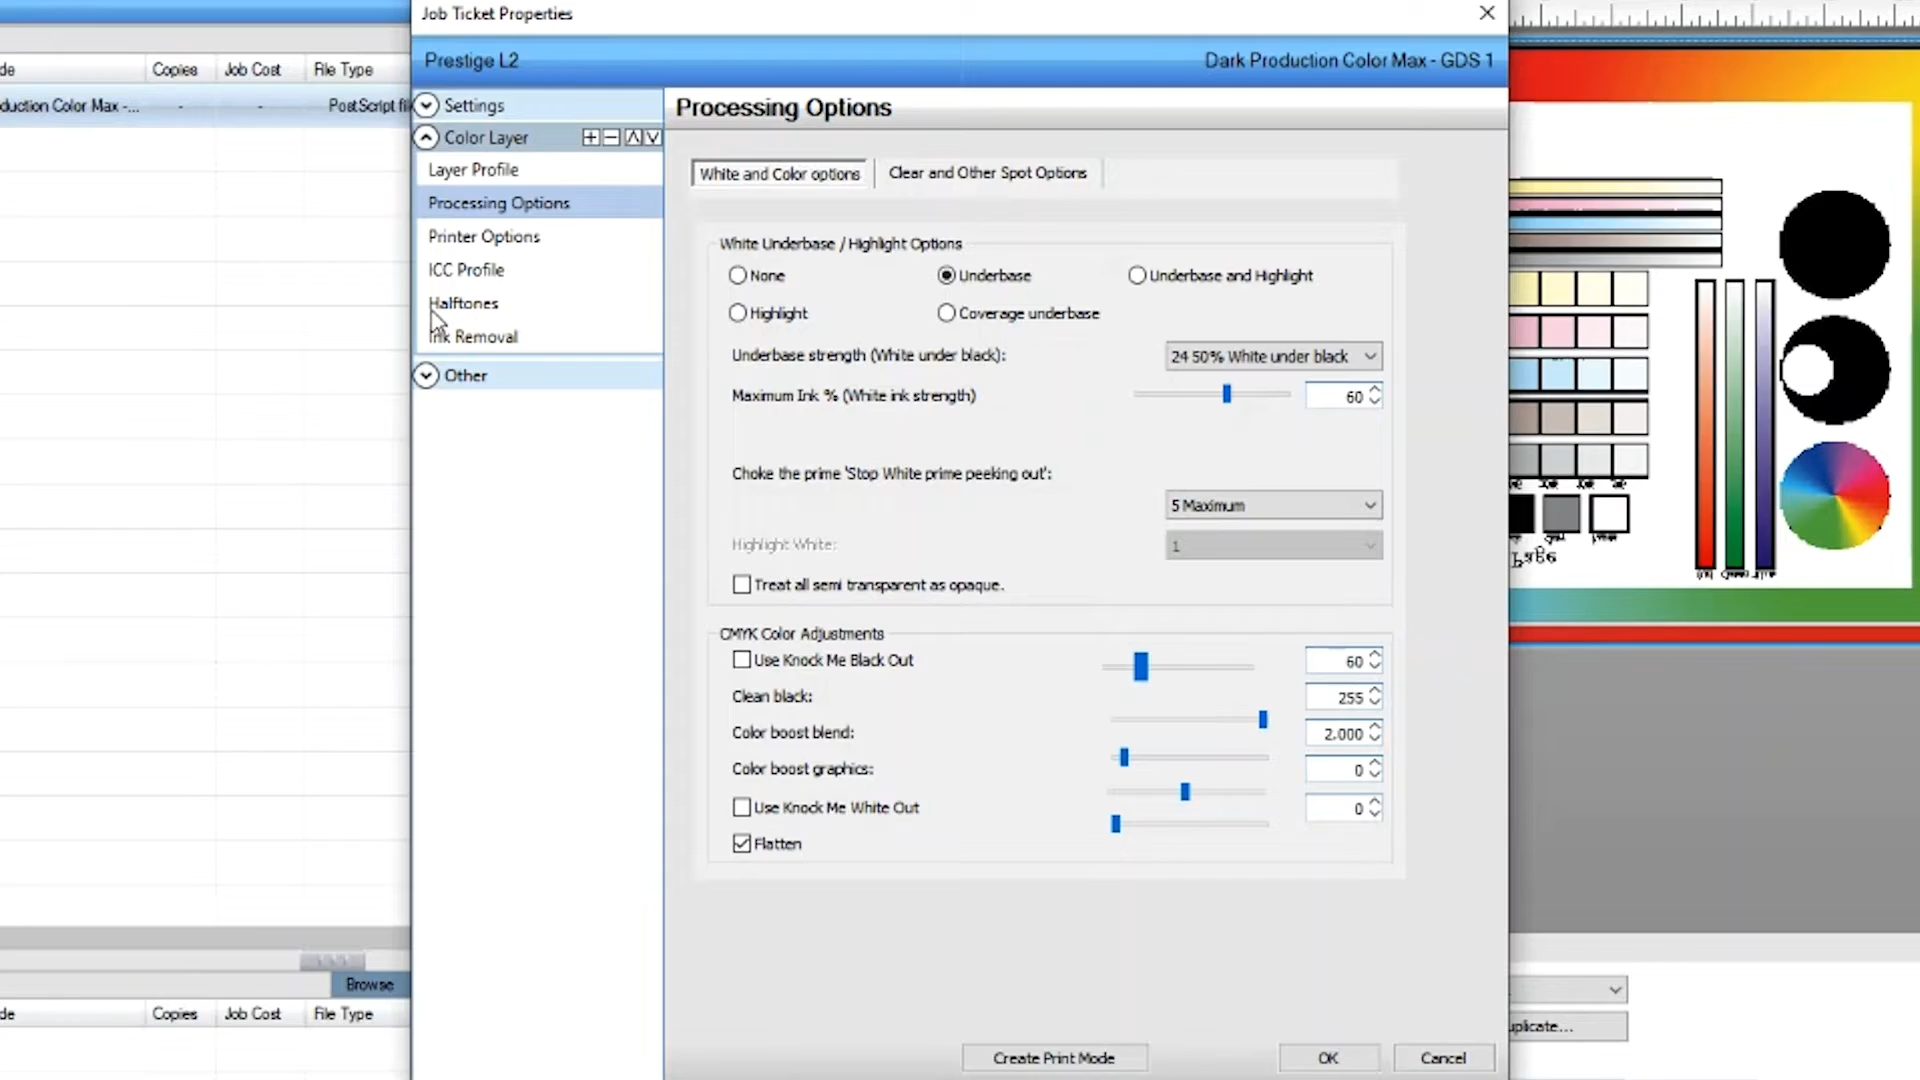 Job Ticket Properties
Prestige L2
Dark Production Color Max - GDS 1
de Copies Job Cost File Type
duction Color Max -... - - PostScript fil
Settings
Color Layer
Layer Profile
Processing Options
Printer Options
ICC Profile
Halftones
Ink Removal
Other
Processing Options
White and Color options
Clear and Other Spot Options
White Underbase / Highlight Options
None
Underbase
Underbase and Highlight
Highlight
Coverage underbase
Underbase strength (White under black):
24 50% White under black
Maximum Ink % (White ink strength)
60
Choke the prime 'Stop White prime peeking out':
5 Maximum
Highlight White:
1
Treat all semi transparent as opaque.
CMYK Color Adjustments
Use Knock Me Black Out
60
Clean black:
255
Color boost blend:
2.000
Color boost graphics:
0
Use Knock Me White Out
0
Flatten
Create Print Mode
OK
Cancel
Browse
de Copies Job Cost File Type
uplicate...